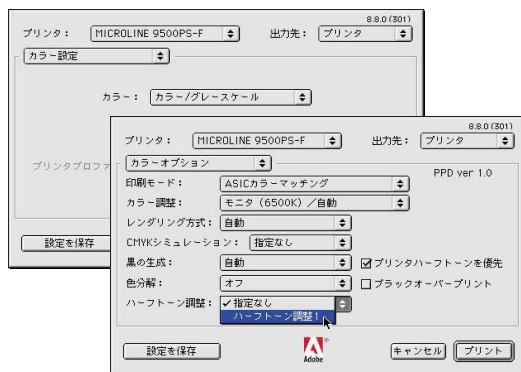 8.8.0 (301)
プリンタ： MICROLINE 9500PS-F 出力先： プリンタ
カラー設定
カラー： カラー/グレースケール
プリンタプロファ
設定を保存
8.8.0 (301)
プリンタ： MICROLINE 9500PS-F 出力先： プリンタ
カラーオプション
PPD ver 1.0
印刷モード： ASICカラーマッチング
カラー調整： モニタ（6500K）／自動
レンダリング方式： 自動
CMYKシミュレーション： 指定なし
黒の生成： 自動 プリンタハーフトーンを優先
色分解： オフ ブラックオーバープリント
ハーフトーン調整： ✓指定なし
ハーフトーン調整1
設定を保存 Adobe キャンセル プリント